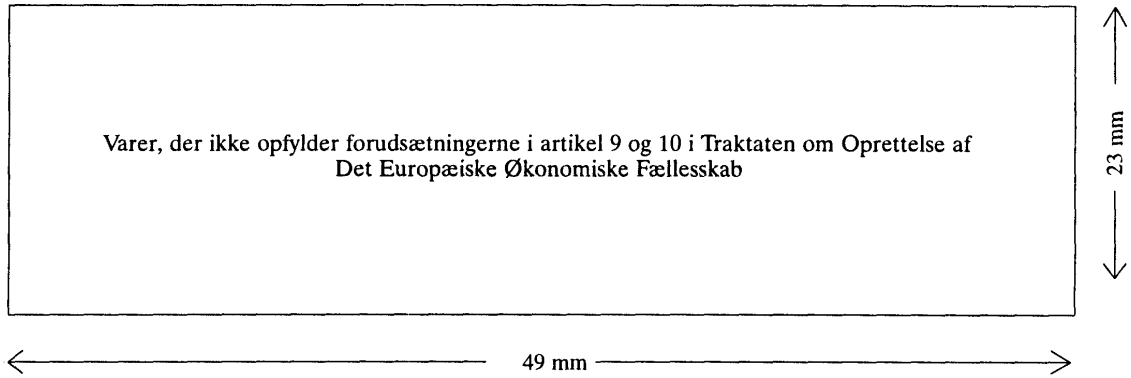 Varer, der ikke opfylder forudsætningerne i artikel 9 og 10 i Traktaten om Oprettelse af
Det Europæiske Økonomiske Fællesskab
23 mm
49 mm